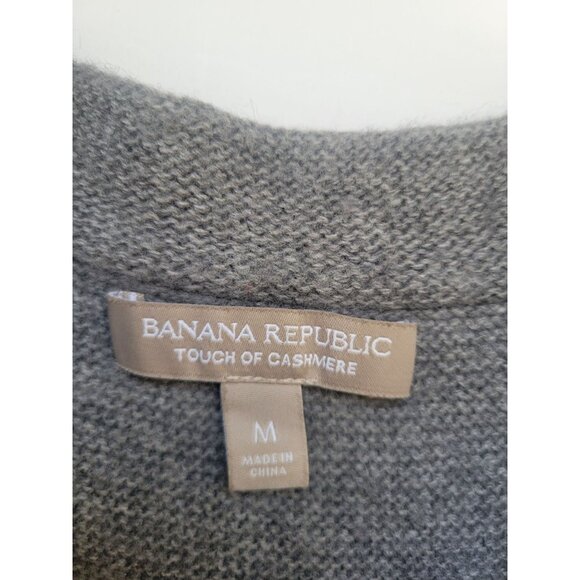 BANANA REPUBLIC
TOUCH OF CASHMERE
M
MADE IN
CHINA